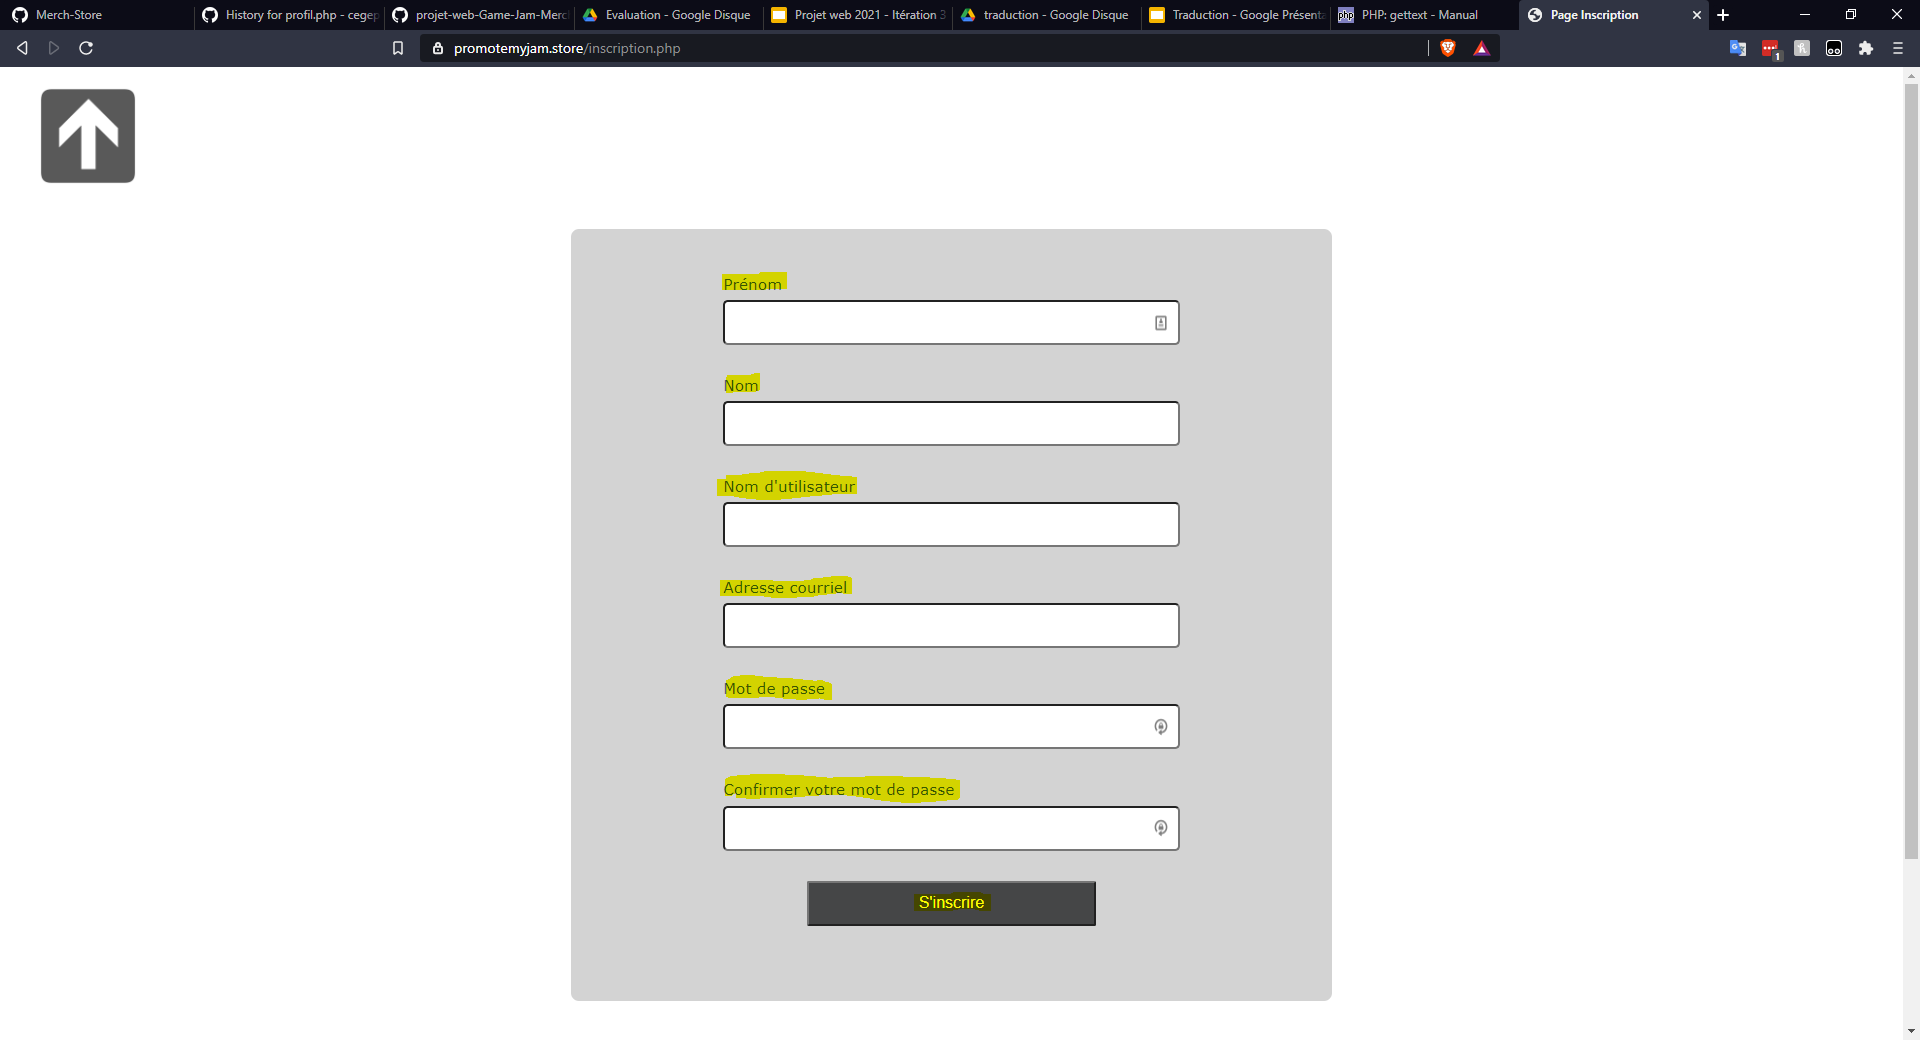 Merch-Store
History for profil.php - cegep
projet-web-Game-Jam-Merc
Evaluation - Google Disque
Projet web 2021 - Itération 3
traduction - Google Disque
Traduction - Google Présenta
php
PHP: gettext - Manual
Page Inscription
promotemyjam.store/inscription.php
1
Prénom
Nom
Nom d'utilisateur
Adresse courriel
Mot de passe
Confirmer votre mot de passe
S'inscrire